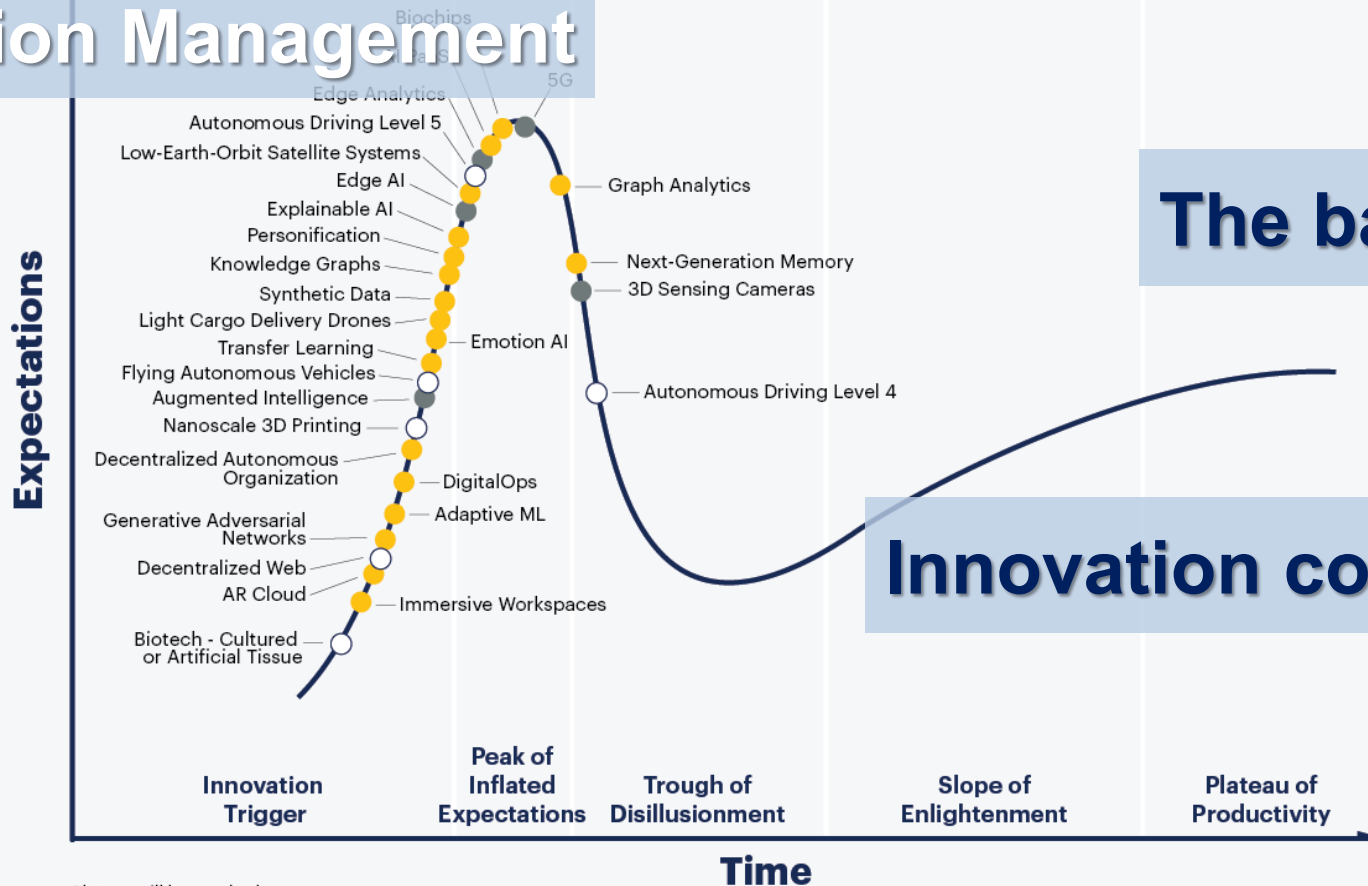 ion Management
Biochips
5G
Edge Analytics
Autonomous Driving Level 5
Low-Earth-Orbit Satellite Systems
Edge AI
Explainable AI
Personification
Knowledge Graphs
Synthetic Data
Light Cargo Delivery Drones
Transfer Learning
Flying Autonomous Vehicles
Augmented Intelligence
Nanoscale 3D Printing
Decentralized Autonomous
Organization
Generative Adversarial
Networks
Decentralized Web
AR Cloud
Biotech - Cultured
or Artificial Tissue
Emotion AI
DigitalOps
Adaptive ML
Immersive Workspaces
Graph Analytics
Next-Generation Memory
3D Sensing Cameras
Autonomous Driving Level 4
The ba
Innovation co
Expectations
Innovation
Trigger
Peak of
Inflated
Expectations
Trough of
Disillusionment
Slope of
Enlightenment
Plateau of
Productivity
Time